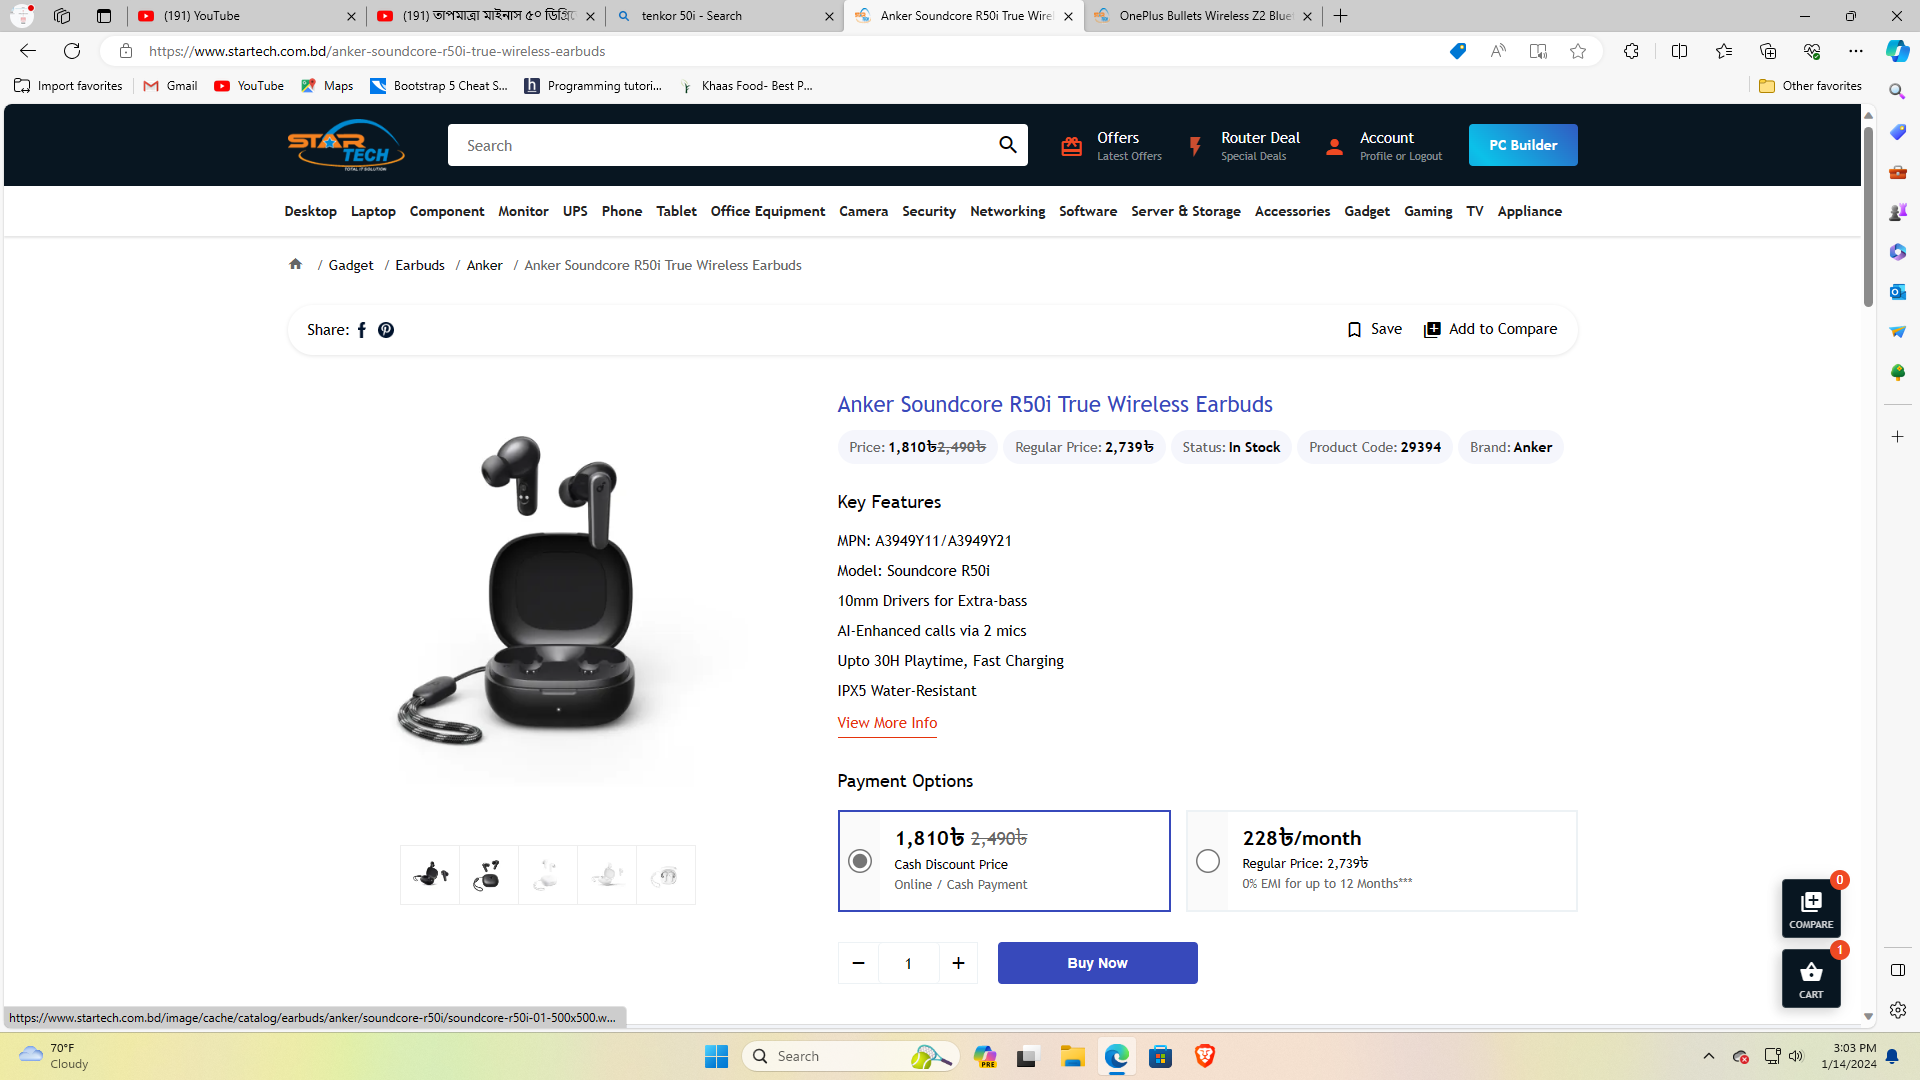 (191) YouTube
(191) তাপমাত্রা মাইনাস ৫০ ডিগ্রি
tenkor 50i - Search
Anker Soundcore R50i True Wirel
OnePlus Bullets Wireless Z2 Blue
https://www.startech.com.bd/anker-soundcore-r50i-true-wireless-earbuds
Import favorites
Gmail
YouTube
Maps
Bootstrap 5 Cheat S...
Programming tutori...
Khaas Food- Best P...
Other favorites
STAR TECH
TOTAL IT SOLUTION
Search
Offers
Latest Offers
Router Deal
Special Deals
Account
Profile or Logout
PC Builder
Desktop Laptop Component Monitor UPS Phone Tablet Office Equipment Camera Security Networking Software Server & Storage Accessories Gadget Gaming TV Appliance
/ Gadget / Earbuds / Anker / Anker Soundcore R50i True Wireless Earbuds
Share:
Save
Add to Compare
Anker Soundcore R50i True Wireless Earbuds
Price: 1,810৳ 2,490৳
Regular Price: 2,739৳
Status: In Stock
Product Code: 29394
Brand: Anker
Key Features
MPN: A3949Y11/A3949Y21
Model: Soundcore R50i
10mm Drivers for Extra-bass
AI-Enhanced calls via 2 mics
Upto 30H Playtime, Fast Charging
IPX5 Water-Resistant
View More Info
Payment Options
1,810৳ 2,490৳
Cash Discount Price
Online / Cash Payment
228৳/month
Regular Price: 2,739৳
0% EMI for up to 12 Months***
1
Buy Now
0
COMPARE
1
CART
https://www.startech.com.bd/image/cache/catalog/earbuds/anker/soundcore-r50i/soundcore-r50i-01-500x500.w...
70°F
Cloudy
Search
PRE
3:03 PM
1/14/2024